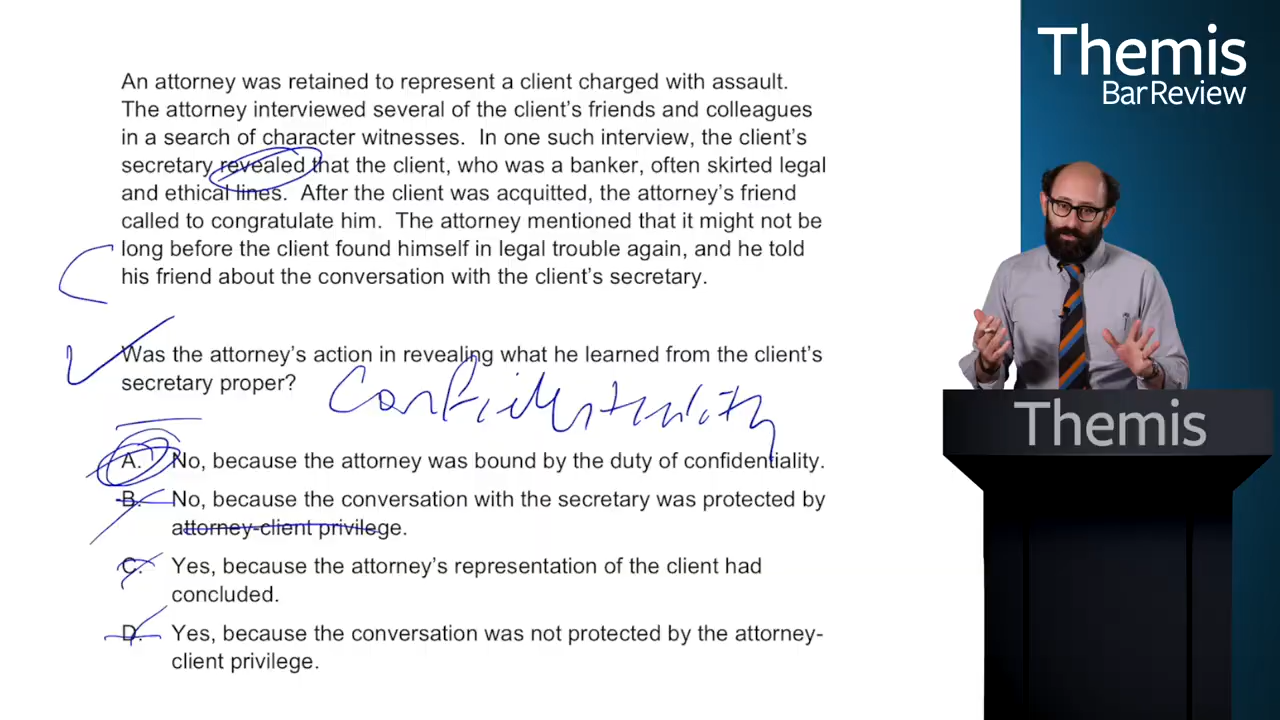 Themis
Bar Review
An attorney was retained to represent a client charged with assault.
The attorney interviewed several of the client's friends and colleagues
in a search of character witnesses. In one such interview, the client's
secretary revealed that the client, who was a banker, often skirted legal
and ethical lines. After the client was acquitted, the attorney's friend
called to congratulate him. The attorney mentioned that it might not be
long before the client found himself in legal trouble again, and he told
his friend about the conversation with the client's secretary.
Was the attorney's action in revealing what he learned from the client's
secretary proper?
Confidentiality
A. No, because the attorney was bound by the duty of confidentiality.
B. No, because the conversation with the secretary was protected by
attorney-client privilege.
C. Yes, because the attorney's representation of the client had
concluded.
D. Yes, because the conversation was not protected by the attorney-
client privilege.
Themis